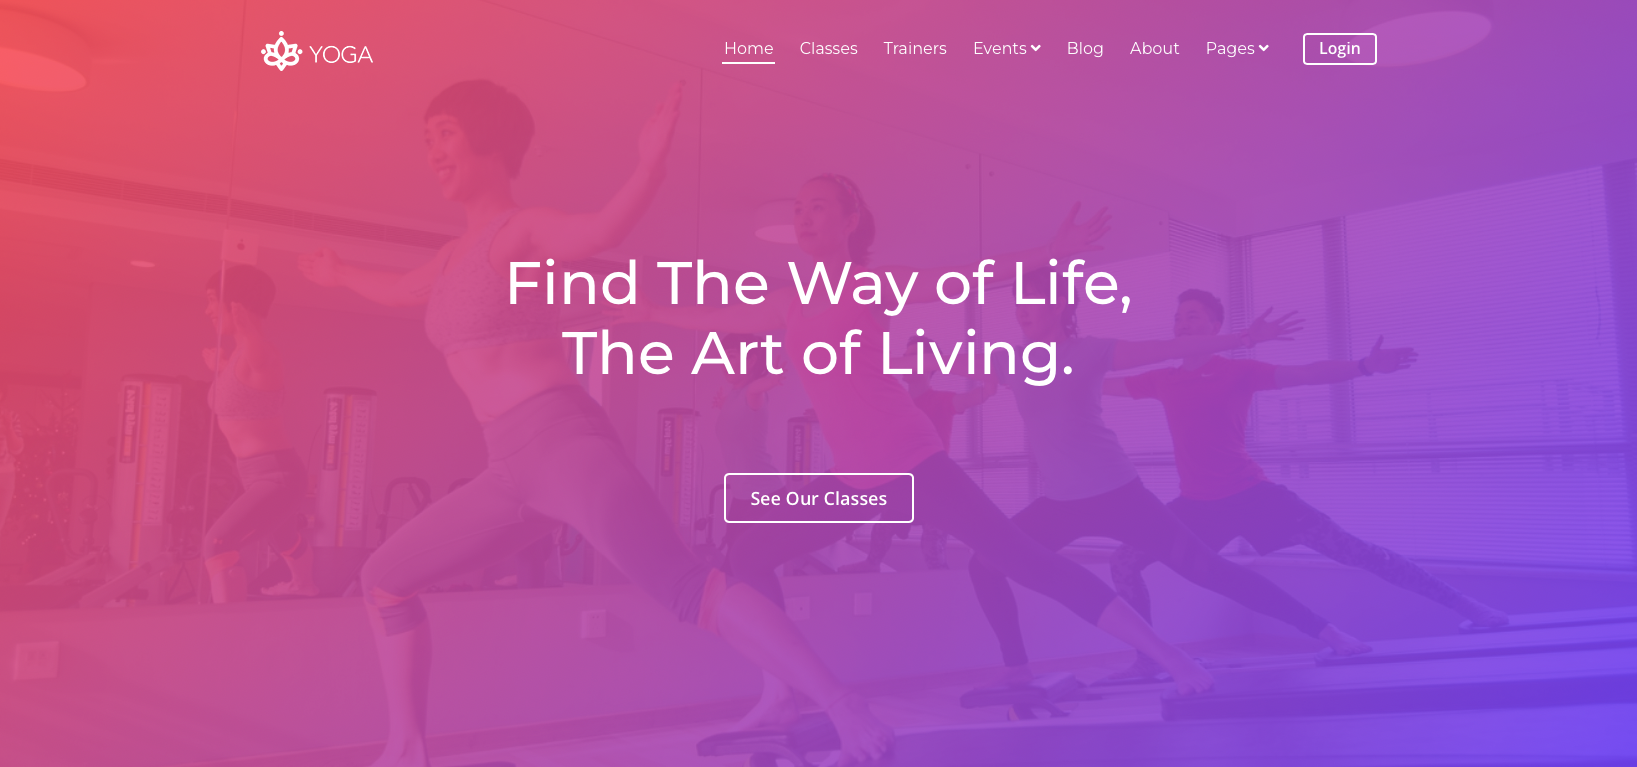 YOGA
Home Classes Trainers Events Blog About Pages Login
Find The Way of Life,
The Art of Living.
See Our Classes